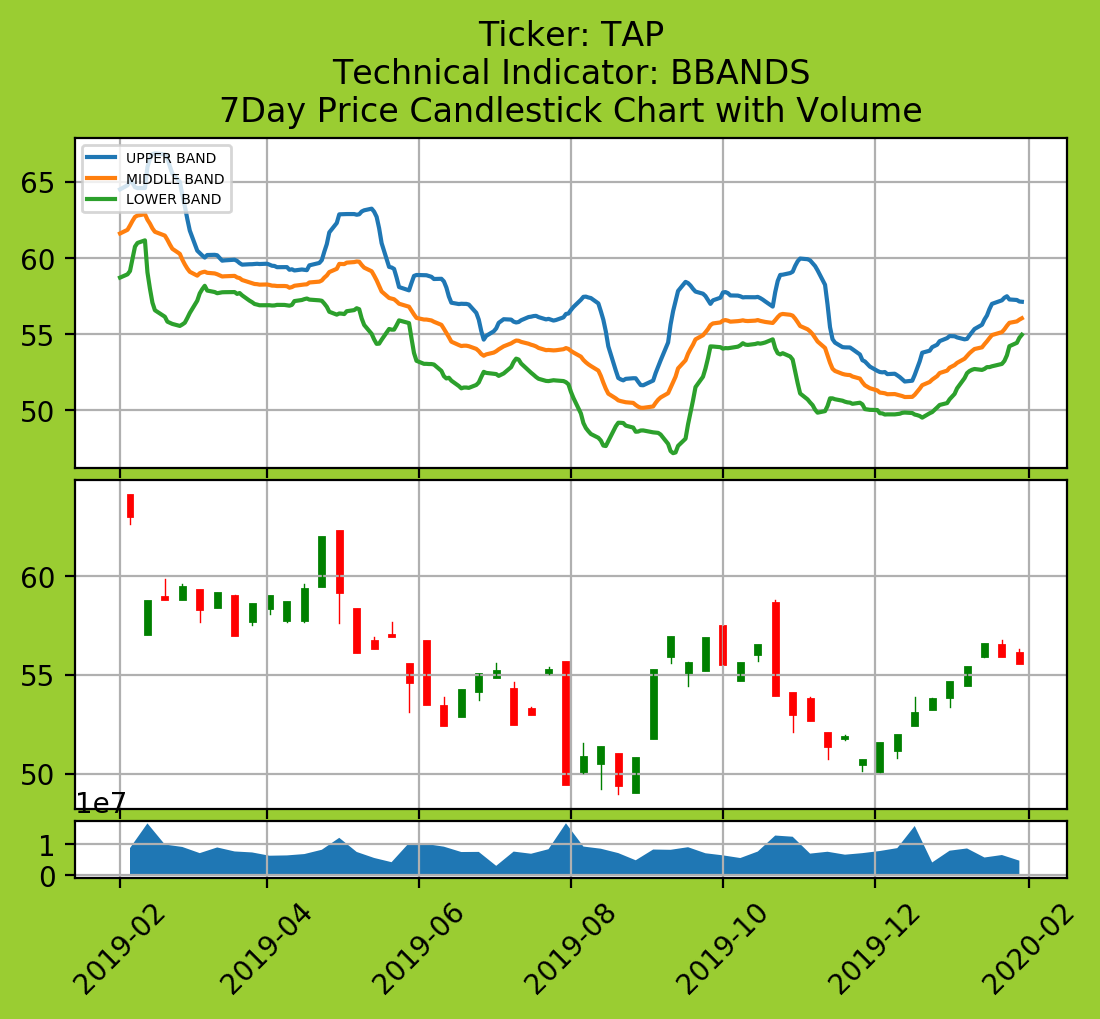 Ticker: TAP
Technical Indicator: BBANDS
7Day Price Candlestick Chart with Volume
UPPER BAND
MIDDLE BAND
LOWER BAND
65
60
55
50
60
55
50
1e7
1
0
2019-02
2019-04
2019-06
2019-08
2019-10
2019-12
2020-02